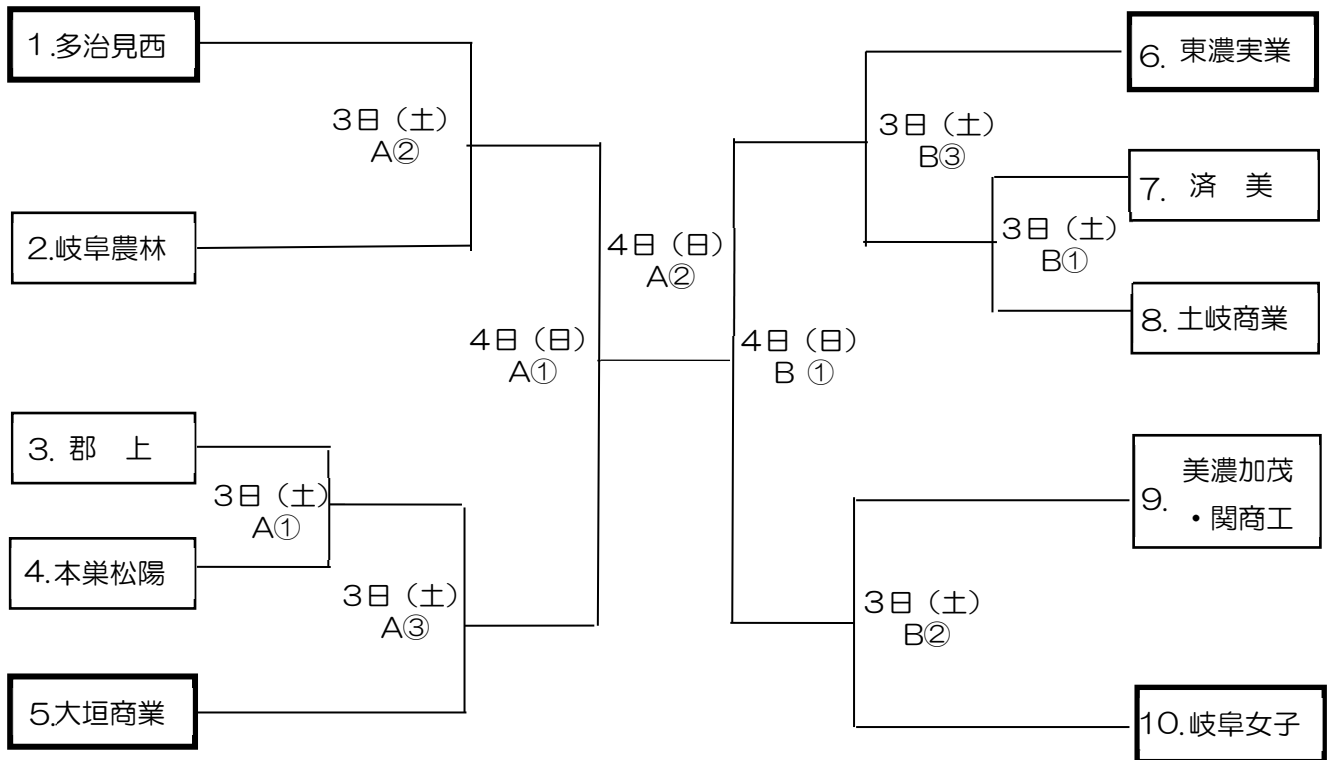 1.多治見西
3日（土）
A②
2.岐阜農林
4日（日）
A①
3. 郡　上
3日（土）
A①
4.本巣松陽
3日（土）
A③
5.大垣商業
4日（日）
A②
6. 東濃実業
3日（土）
B③
7. 済　美
3日（土）
B①
8. 土岐商業
4日（日）
B ①
9. 美濃加茂
・関商工
3日（土）
B②
10.岐阜女子